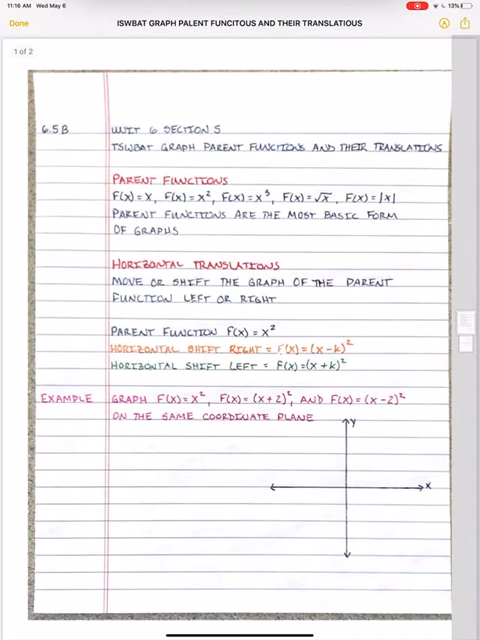 11:16 AM Wed May 6
13%
Done
ISWBAT GRAPH PALENT FUNCITOUS AND THEIR TRANSLATIOUS
1 of 2
6.5B UNIT 6 SECTION 5
TSWBAT GRAPH PARENT FUNCTIONS AND THEIR TRANSLATIONS
PARENT FUNCTIONS
F(x) = x, F(x) = x², F(x) = x³, F(x) = √x, F(x) = |x|
PARENT FUNCTIONS ARE THE MOST BASIC FORM
OF GRAPHS
HORIZONTAL TRANSLATIONS
MOVE OR SHIFT THE GRAPH OF THE PARENT
FUNCTION LEFT OR RIGHT
PARENT FUNCTION F(x) = x²
HORIZONTAL SHIFT RIGHT = F(x) = (x - k)²
HORIZONTAL SHIFT LEFT = F(x) = (x + k)²
EXAMPLE GRAPH F(x) = x², F(x) = (x + 2)², AND F(x) = (x - 2)²
ON THE SAME COORDINATE PLANE
Y
X